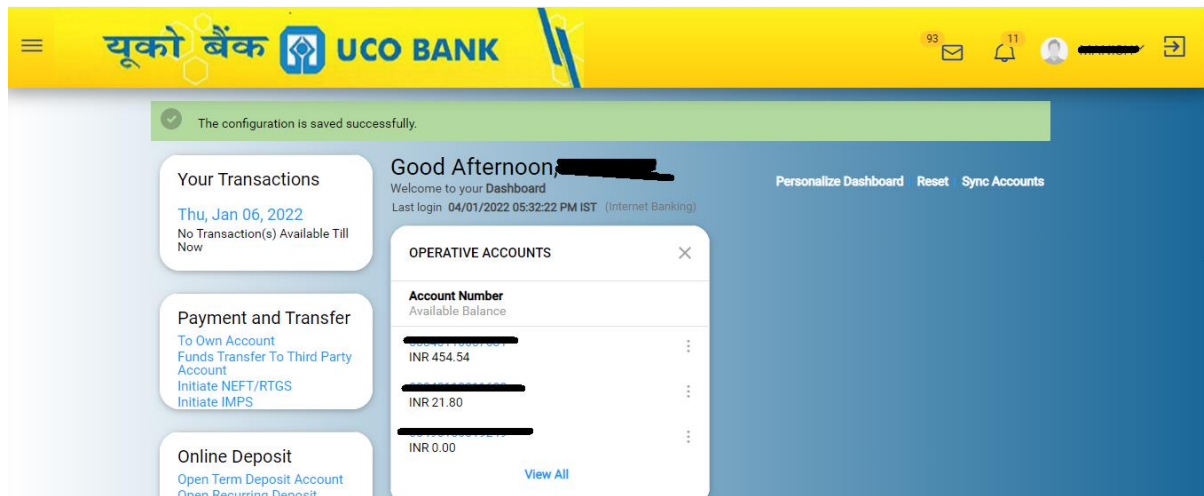 यूको बैंक UCO BANK
93
11
The configuration is saved successfully.
Your Transactions
Thu, Jan 06, 2022
No Transaction(s) Available Till
Now
Payment and Transfer
To Own Account
Funds Transfer To Third Party
Account
Initiate NEFT/RTGS
Initiate IMPS
Online Deposit
Open Term Deposit Account
Open Recurring Deposit
Good Afternoon,
Welcome to your Dashboard
Last login 04/01/2022 05:32:22 PM IST (Internet Banking)
OPERATIVE ACCOUNTS
Account Number
Available Balance
INR 454.54
INR 21.80
INR 0.00
View All
Personalize Dashboard Reset Sync Accounts